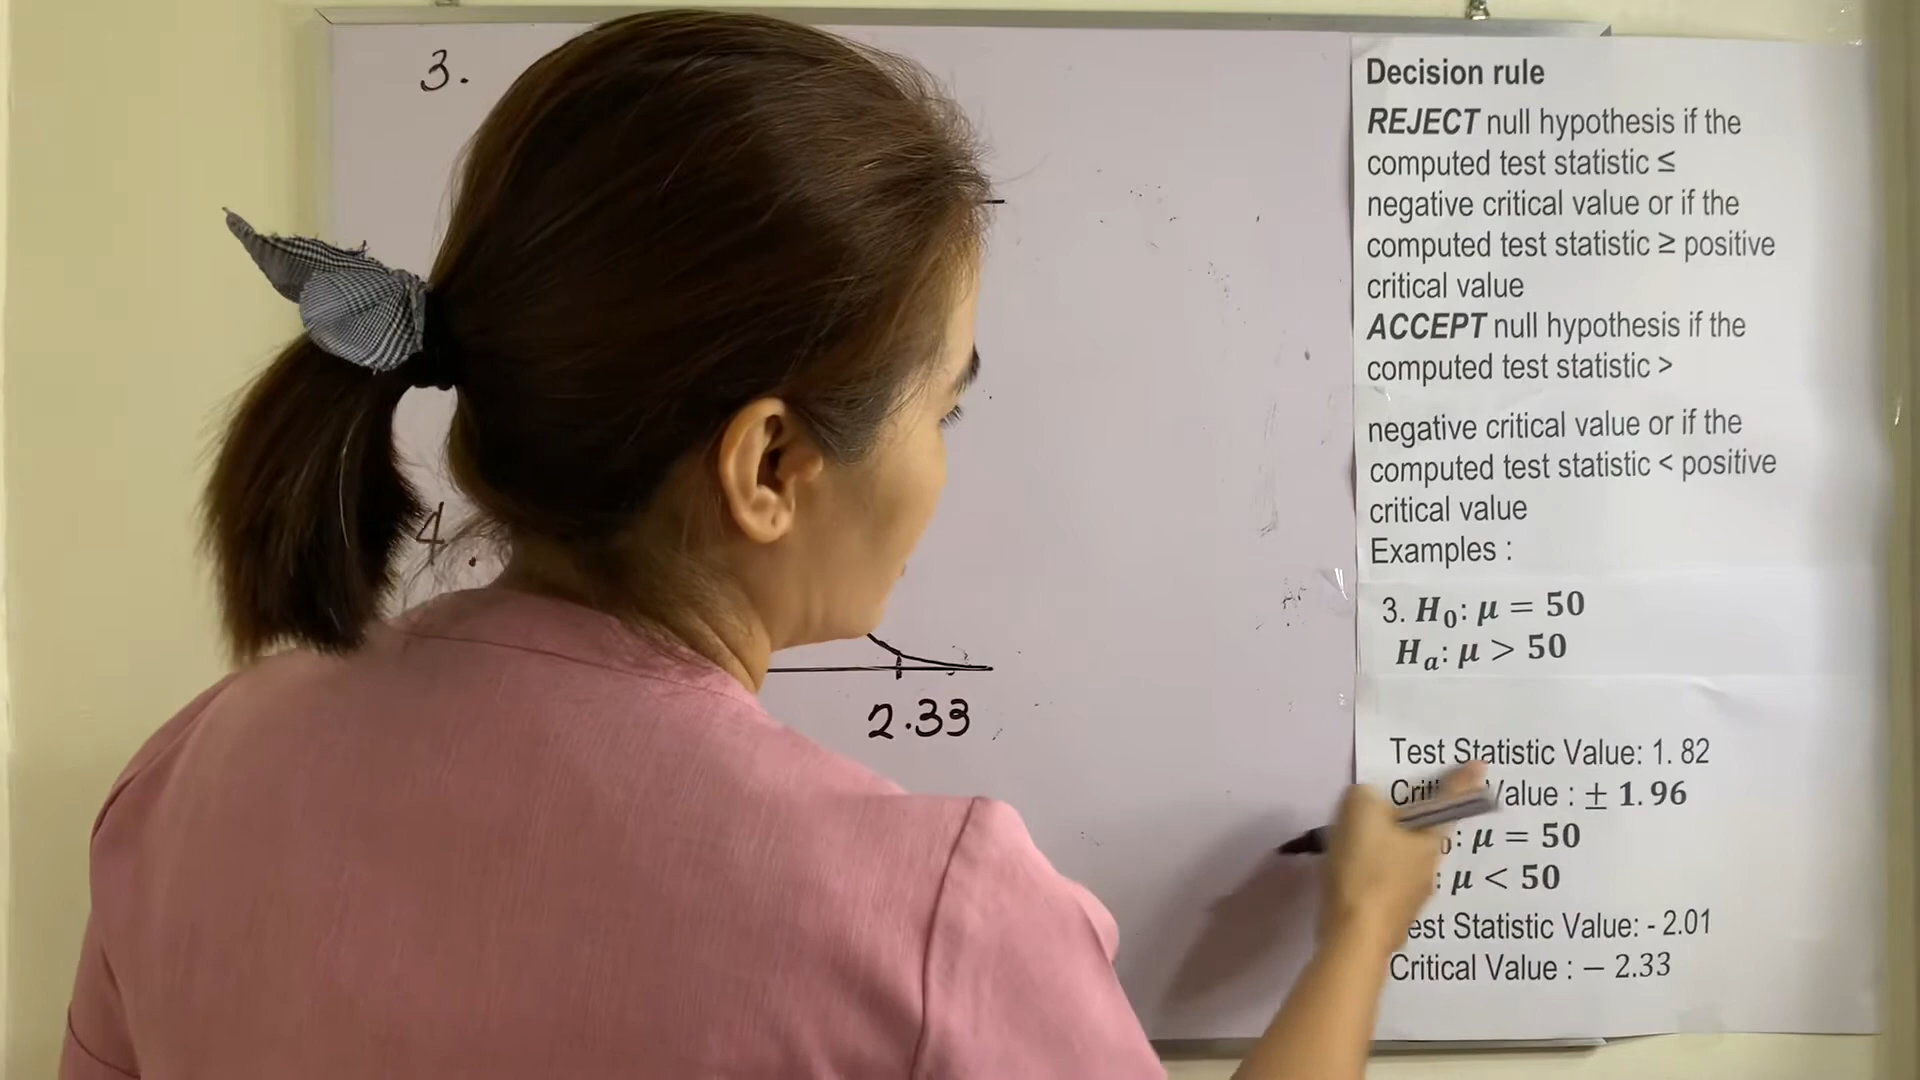 3.
4.
2.33
Decision rule
REJECT null hypothesis if the
computed test statistic ≤
negative critical value or if the
computed test statistic ≥ positive
critical value
ACCEPT null hypothesis if the
computed test statistic >
negative critical value or if the
computed test statistic < positive
critical value
Examples :
3. H₀: μ = 50
Hₐ: μ > 50
Test Statistic Value: 1. 82
Value : ± 1.96
: μ = 50
: μ < 50
Statistic Value: - 2.01
Critical Value : – 2.33